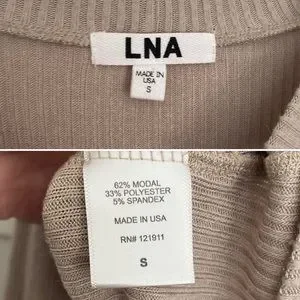 LNA
MADE IN
USA
S
62% MODAL
33% POLYESTER
5% SPANDEX
MADE IN USA
RN# 121911
S